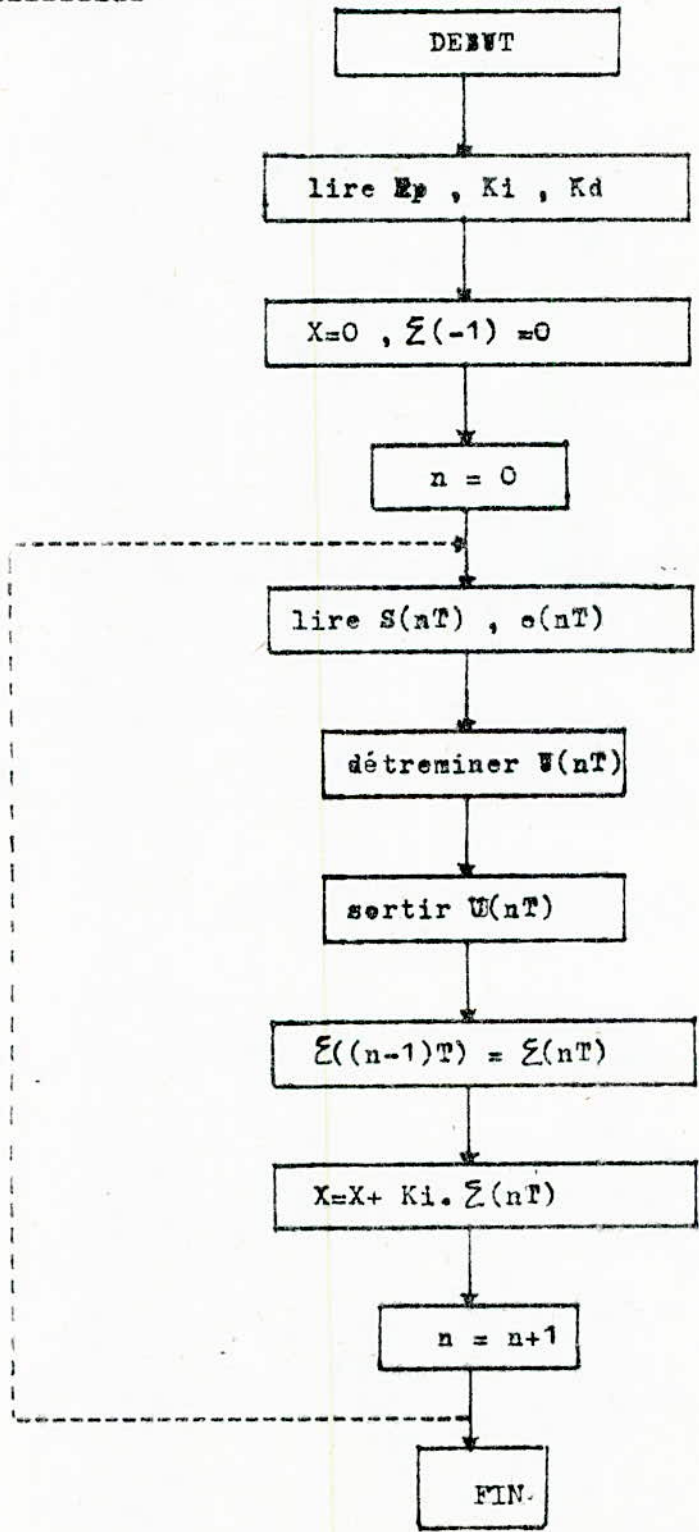 DEBUT
lire Kp , Ki , Kd
X=0 , Σ(-1) =0
n = 0
lire S(nT) , e(nT)
détreminer U(nT)
sortir U(nT)
Σ((n-1)T) = Σ(nT)
X=X+ Ki. Σ(nT)
n = n+1
FIN